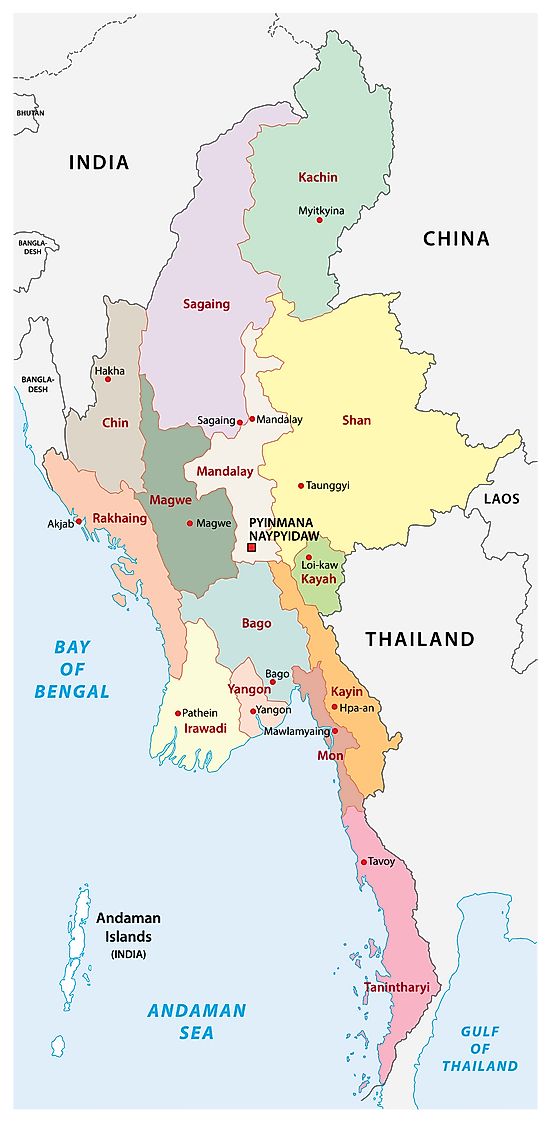 BHUTAN
INDIA
Kachin
Myitkyina
CHINA
BANGLA-
DESH
Sagaing
Hakha
BANGLA-
DESH
Chin
Sagaing
Mandalay
Shan
Mandalay
Taunggyi
LAOS
Magwe
Rakhaing
Akjab
Magwe
PYINMANA
NAYPYIDAW
Loi-kaw
Kayah
Bago
THAILAND
BAY
OF
BENGAL
Bago
Yangon
Kayin
Pathein
Yangon
Hpa-an
Irawadi
Mawlamyaing
Mon
Tavoy
Andaman
Islands
(INDIA)
Tanintharyi
ANDAMAN
SEA
GULF
OF
THAILAND